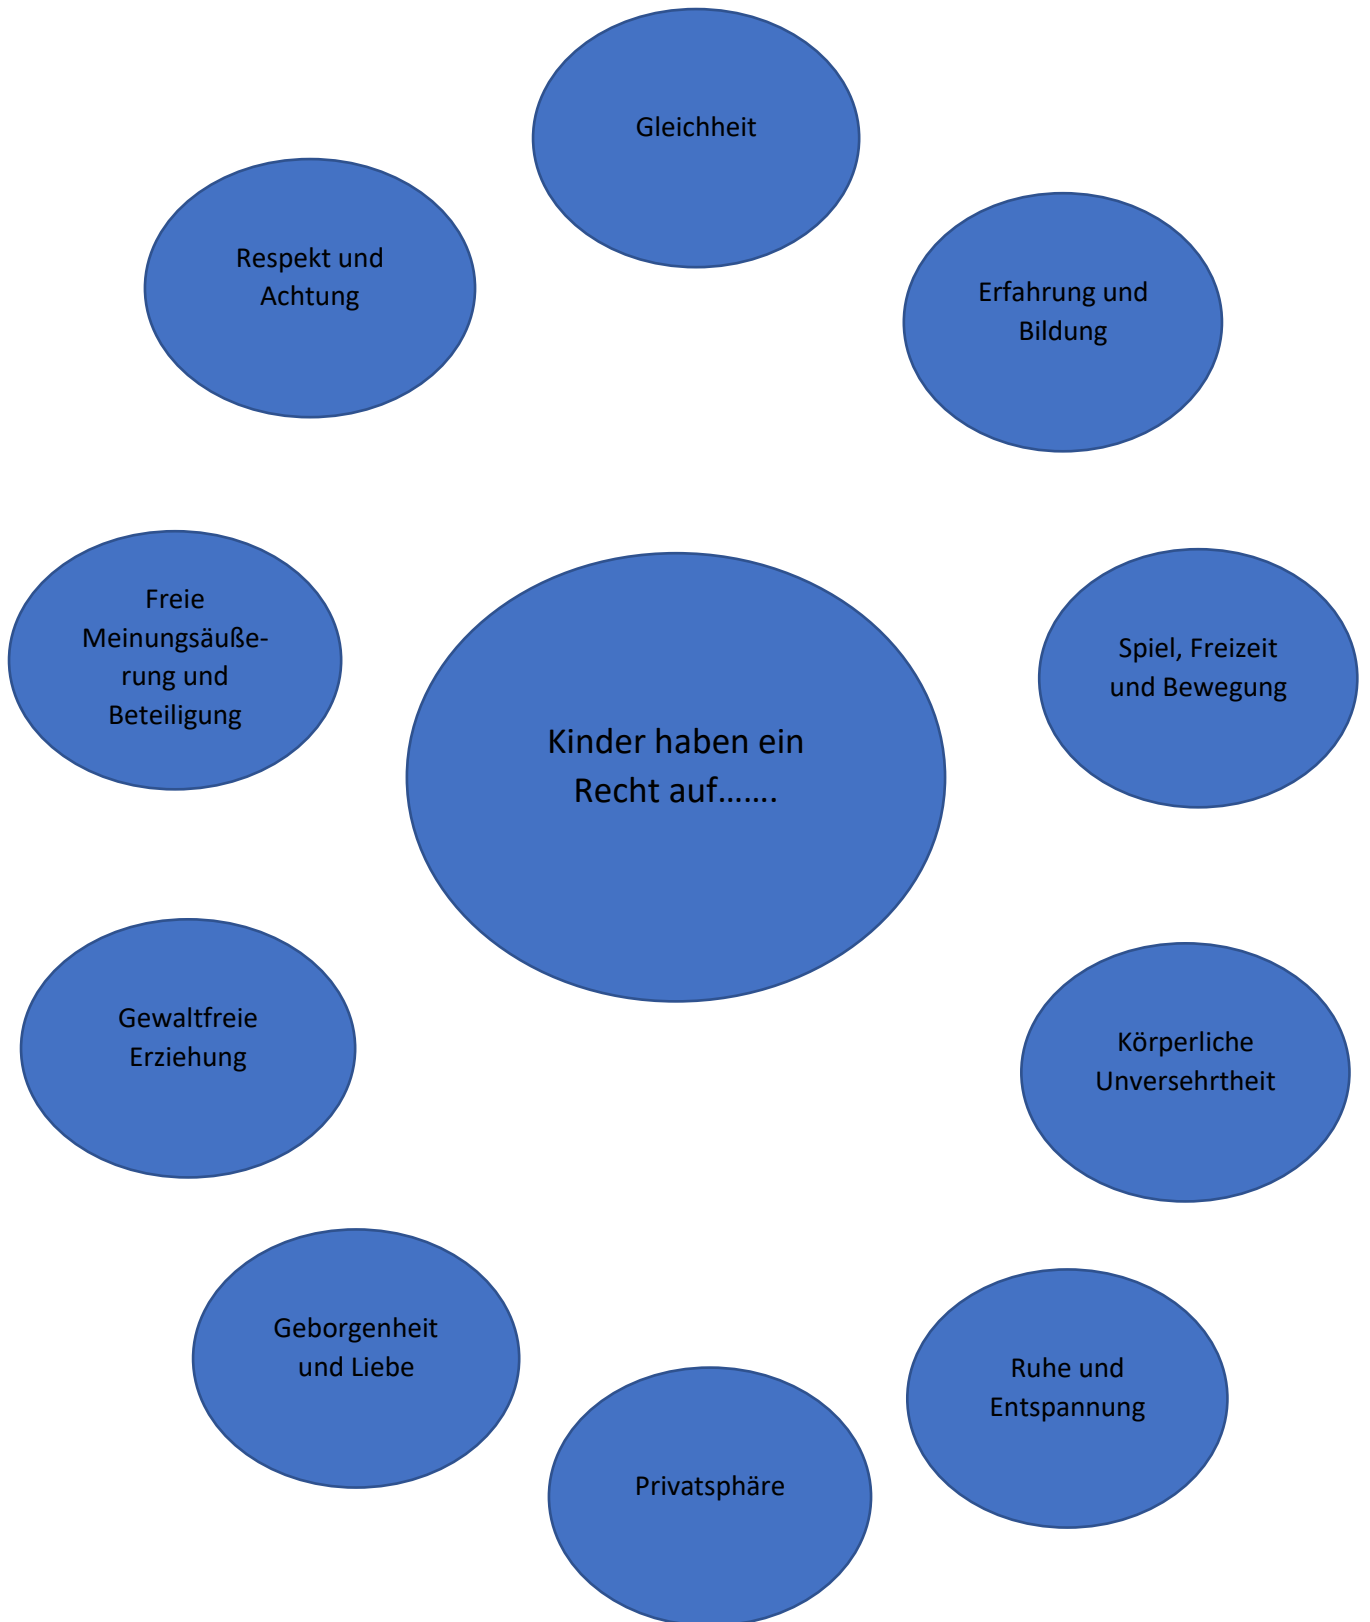 Gleichheit
Respekt und
Achtung
Erfahrung und
Bildung
Freie
Meinungsäuße-
rung und
Beteiligung
Spiel, Freizeit
und Bewegung
Kinder haben ein
Recht auf…….
Gewaltfreie
Erziehung
Körperliche
Unversehrtheit
Geborgenheit
und Liebe
Ruhe und
Entspannung
Privatsphäre